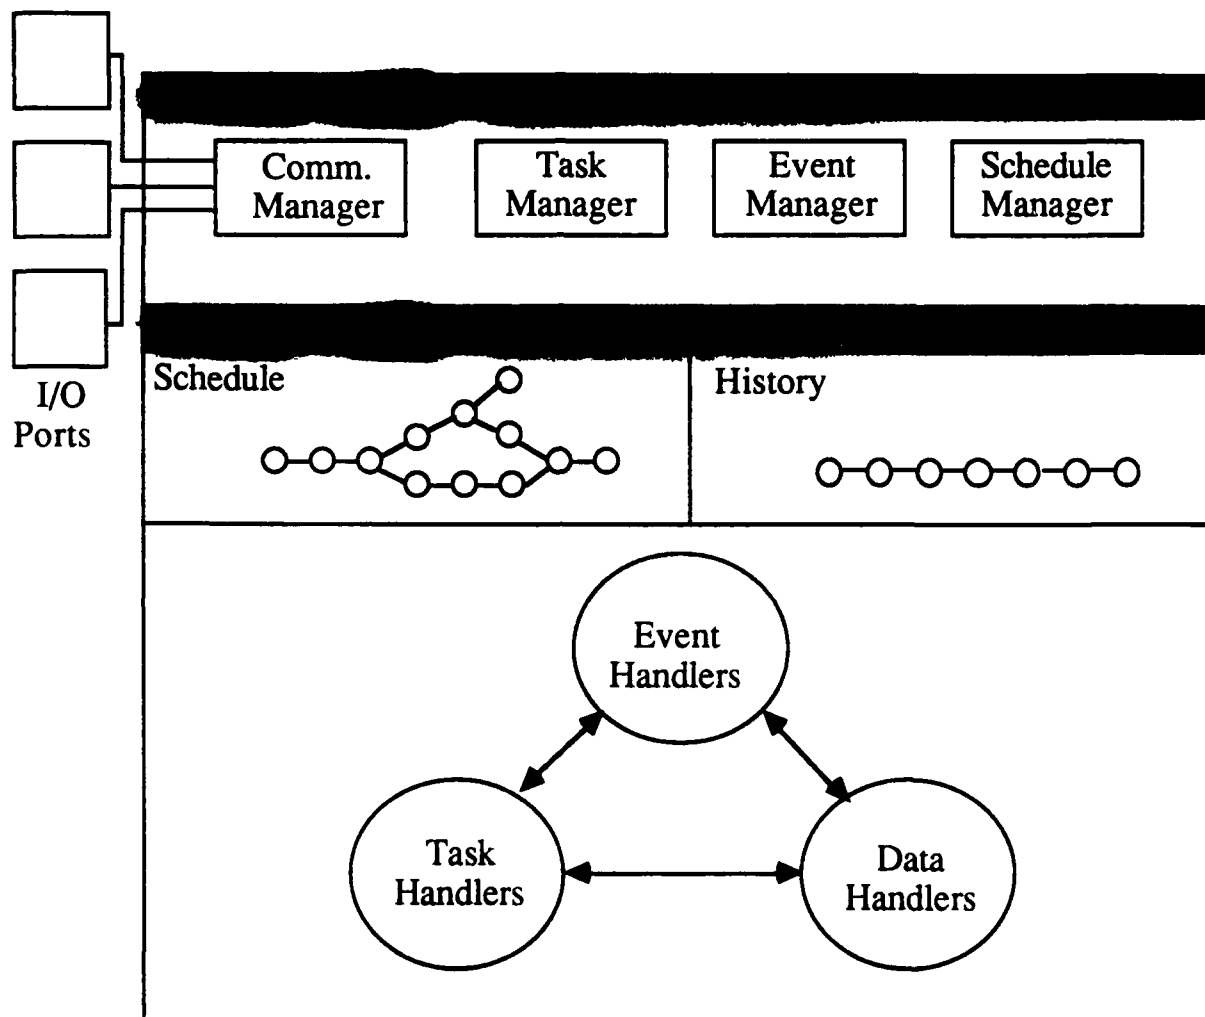 Comm.
Manager
Task
Manager
Event
Manager
Schedule
Manager
I/O
Ports
Schedule
History
Event
Handlers
Task
Handlers
Data
Handlers